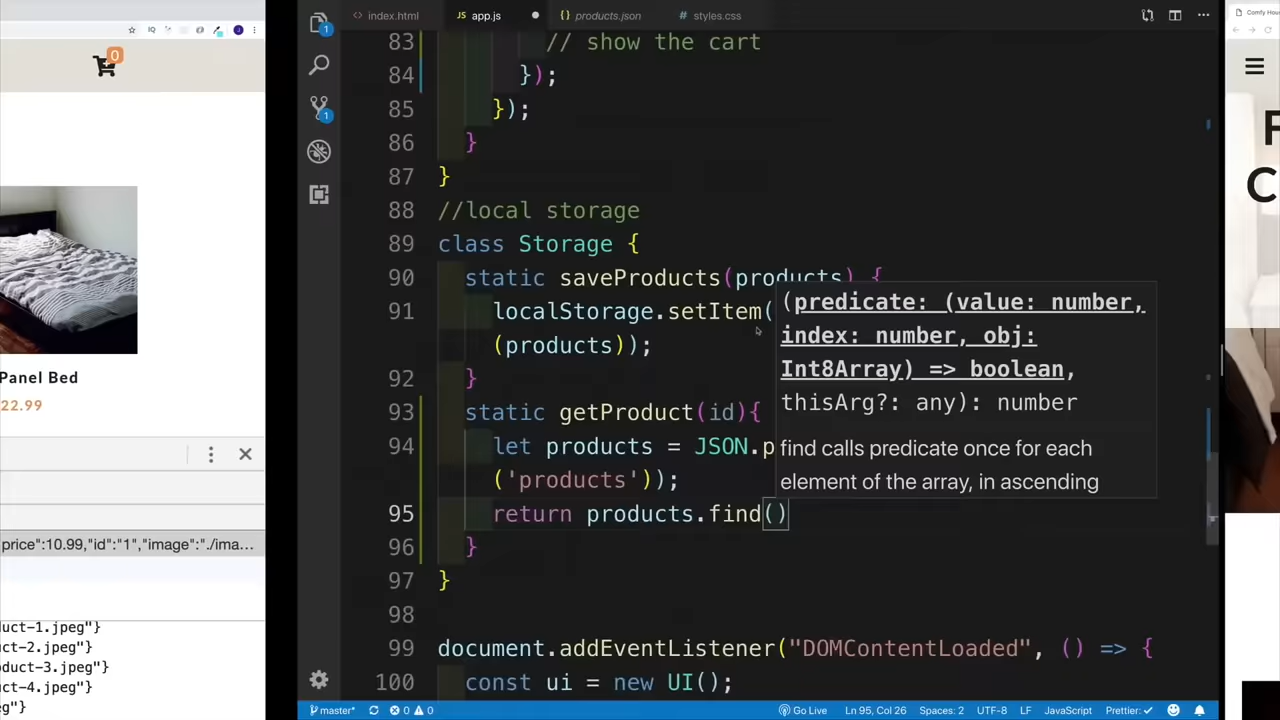 index.html
app.js
products.json
styles.css
Comfy Hou
0
83 // show the cart
84 });
85 });
86 }
87 }
88 //local storage
89 class Storage {
90 static saveProducts(products) {
91 localStorage.setItem(
(products));
92 }
93 static getProduct(id){
94 let products = JSON.p
('products'));
95 return products.find()
96 }
97 }
98
99 document.addEventListener("DOMContentLoaded", () => {
100 const ui = new UI();
(predicate: (value: number,
index: number, obj:
Int8Array) => boolean,
thisArg?: any): number
find calls predicate once for each
element of the array, in ascending
1
1
Panel Bed
22.99
price":10.99,"id":"1","image":"./ima...
uct-1.jpeg"}
uct-2.jpeg"}
oduct-3.jpeg"}
uct-4.jpeg"}
eg"}
F
C
master*
0 0
Go Live
Ln 95, Col 26
Spaces: 2
UTF-8
LF
JavaScript
Prettier: ✓